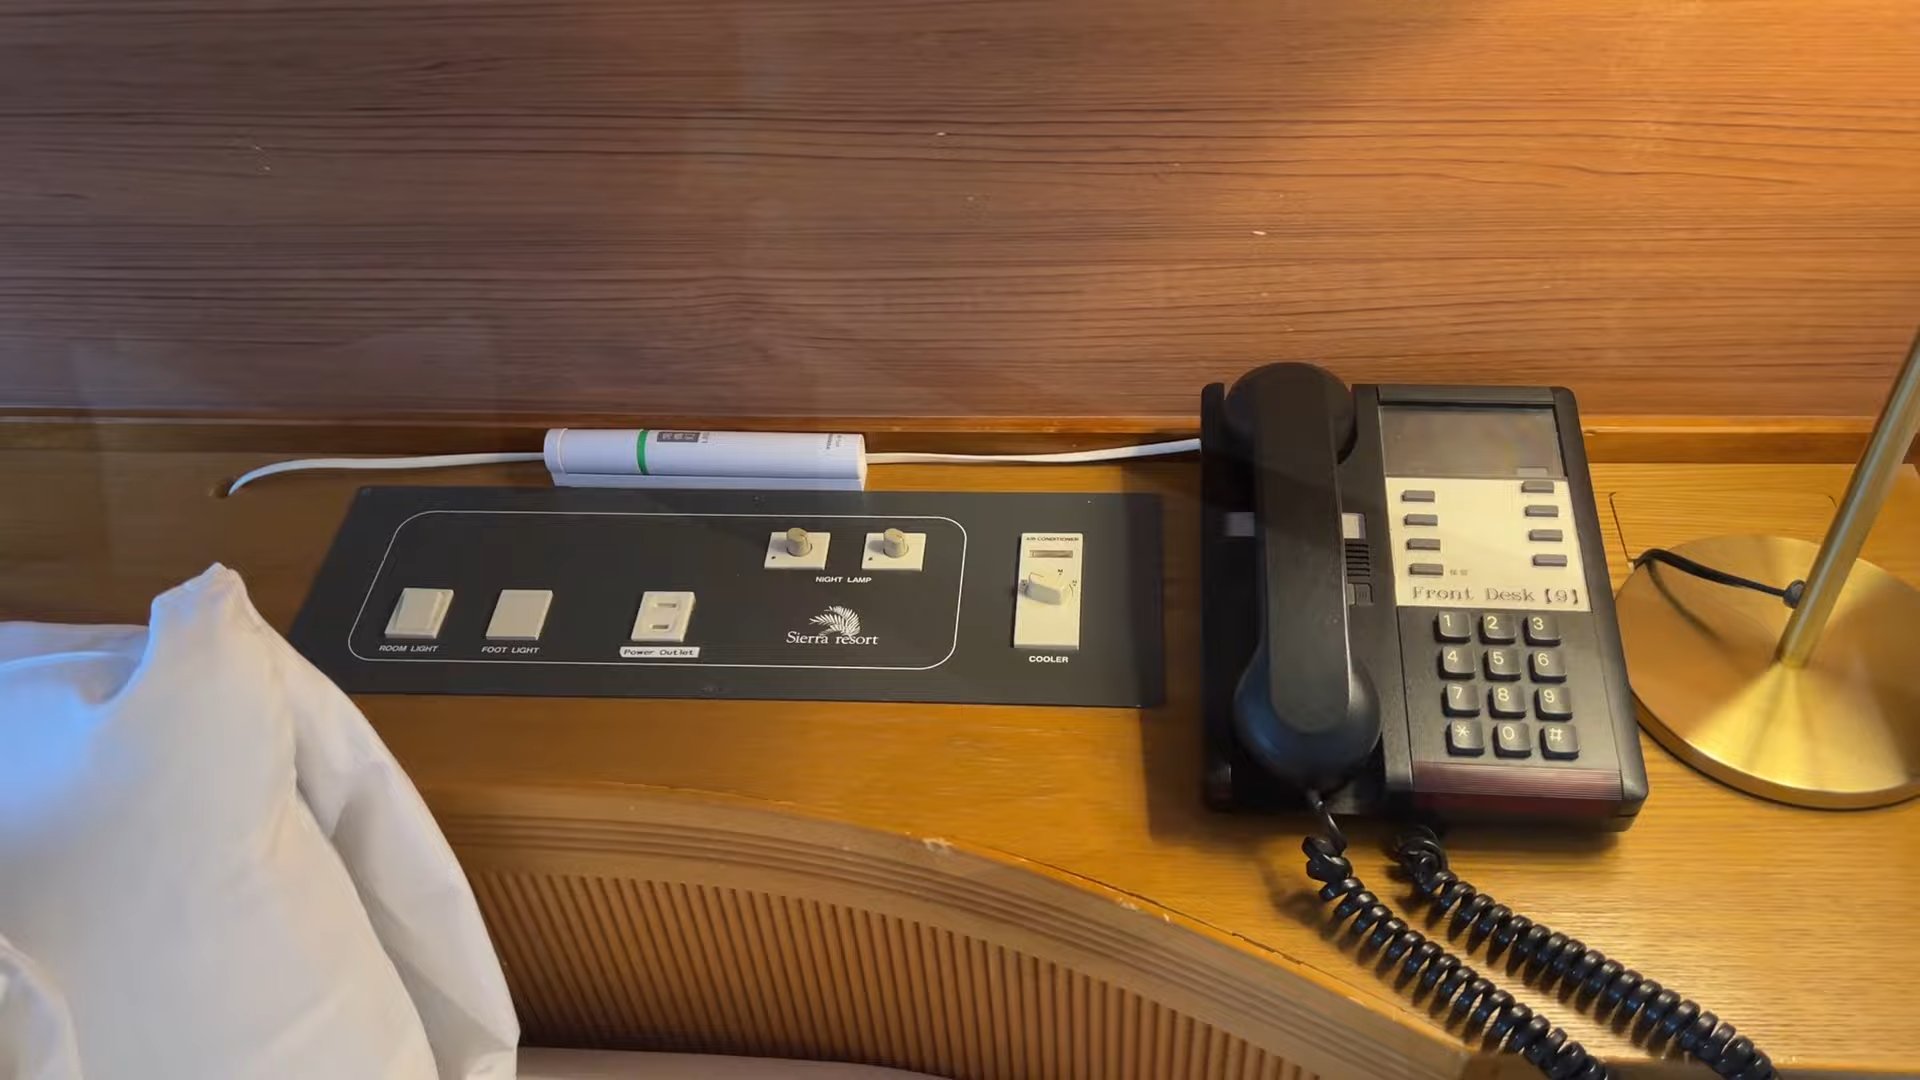 AIR CONDITIONER
NIGHT LAMP
Sierra resort
ROOM LIGHT
FOOT LIGHT
Power Outlet
COOLER
Front Desk【9】
1 2 3
4 5 6
7 8 9
* 0 #